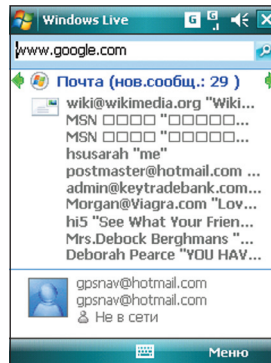 Windows Live
G
www.google.com
Почта (нов.сообщ.: 29 )
wiki@wikimedia.org "Wiki...
MSN □□□□ "□□□□□...
MSN □□□□ "□□□□□...
hsusarah "me"
postmaster@hotmail.com ...
admin@keytradebank.com...
Morgan@Viagra.com "Lov...
hi5 "See What Your Frien...
Mrs.Debock Berghmans "...
Deborah Pearce "YOU HAV...
gpsnav@hotmail.com
gpsnav@hotmail.com
Не в сети
Меню